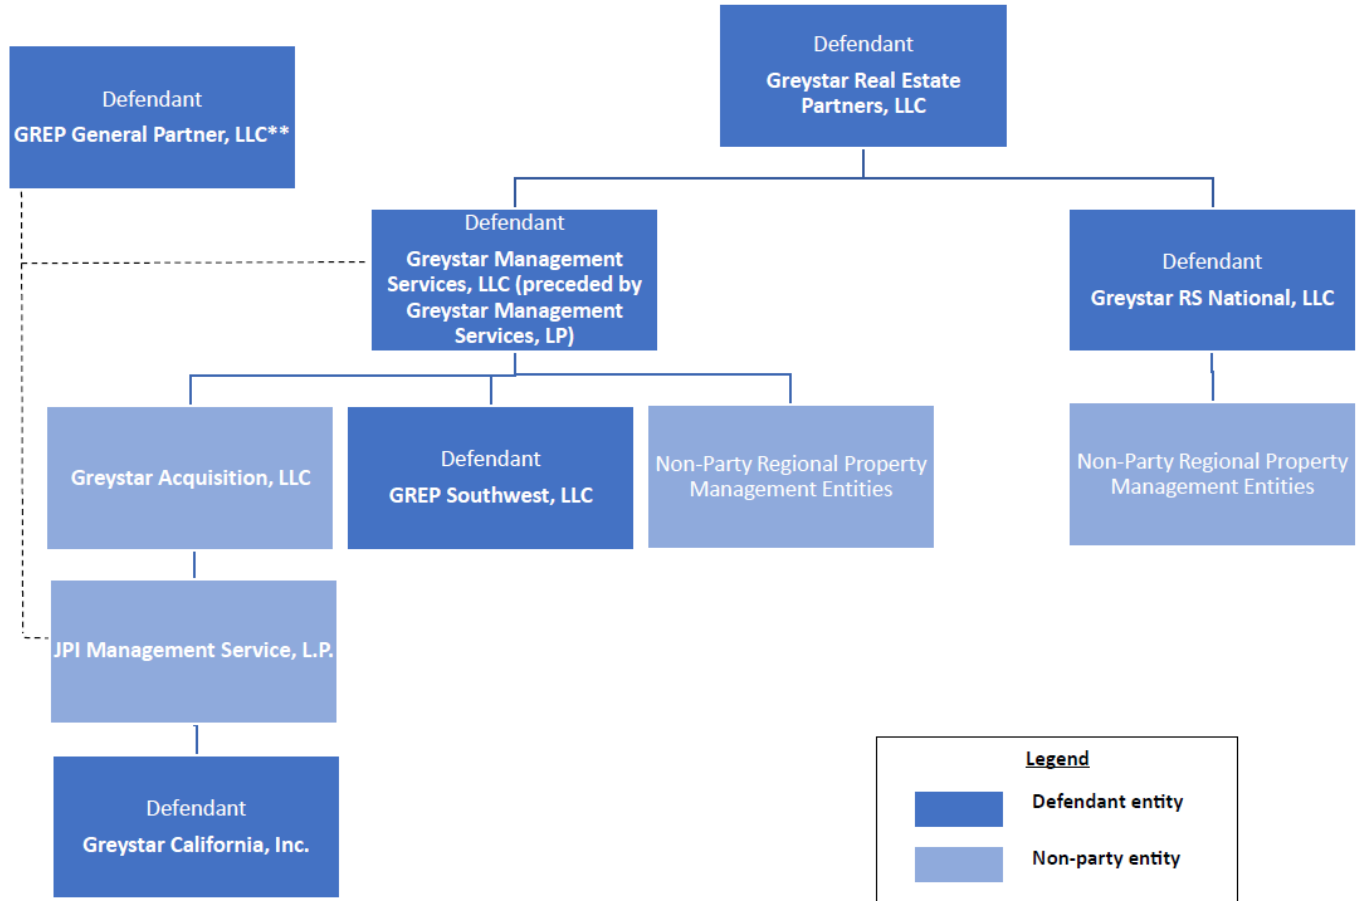 Defendant
Greystar Real Estate
Partners, LLC
Defendant
GREP General Partner, LLC**
Defendant
Greystar Management
Services, LLC (preceded by
Greystar Management
Services, LP)
Defendant
Greystar RS National, LLC
Greystar Acquisition, LLC
Defendant
GREP Southwest, LLC
Non-Party Regional Property
Management Entities
Non-Party Regional Property
Management Entities
JPI Management Service, L.P.
Defendant
Greystar California, Inc.
Legend
Defendant entity
Non-party entity